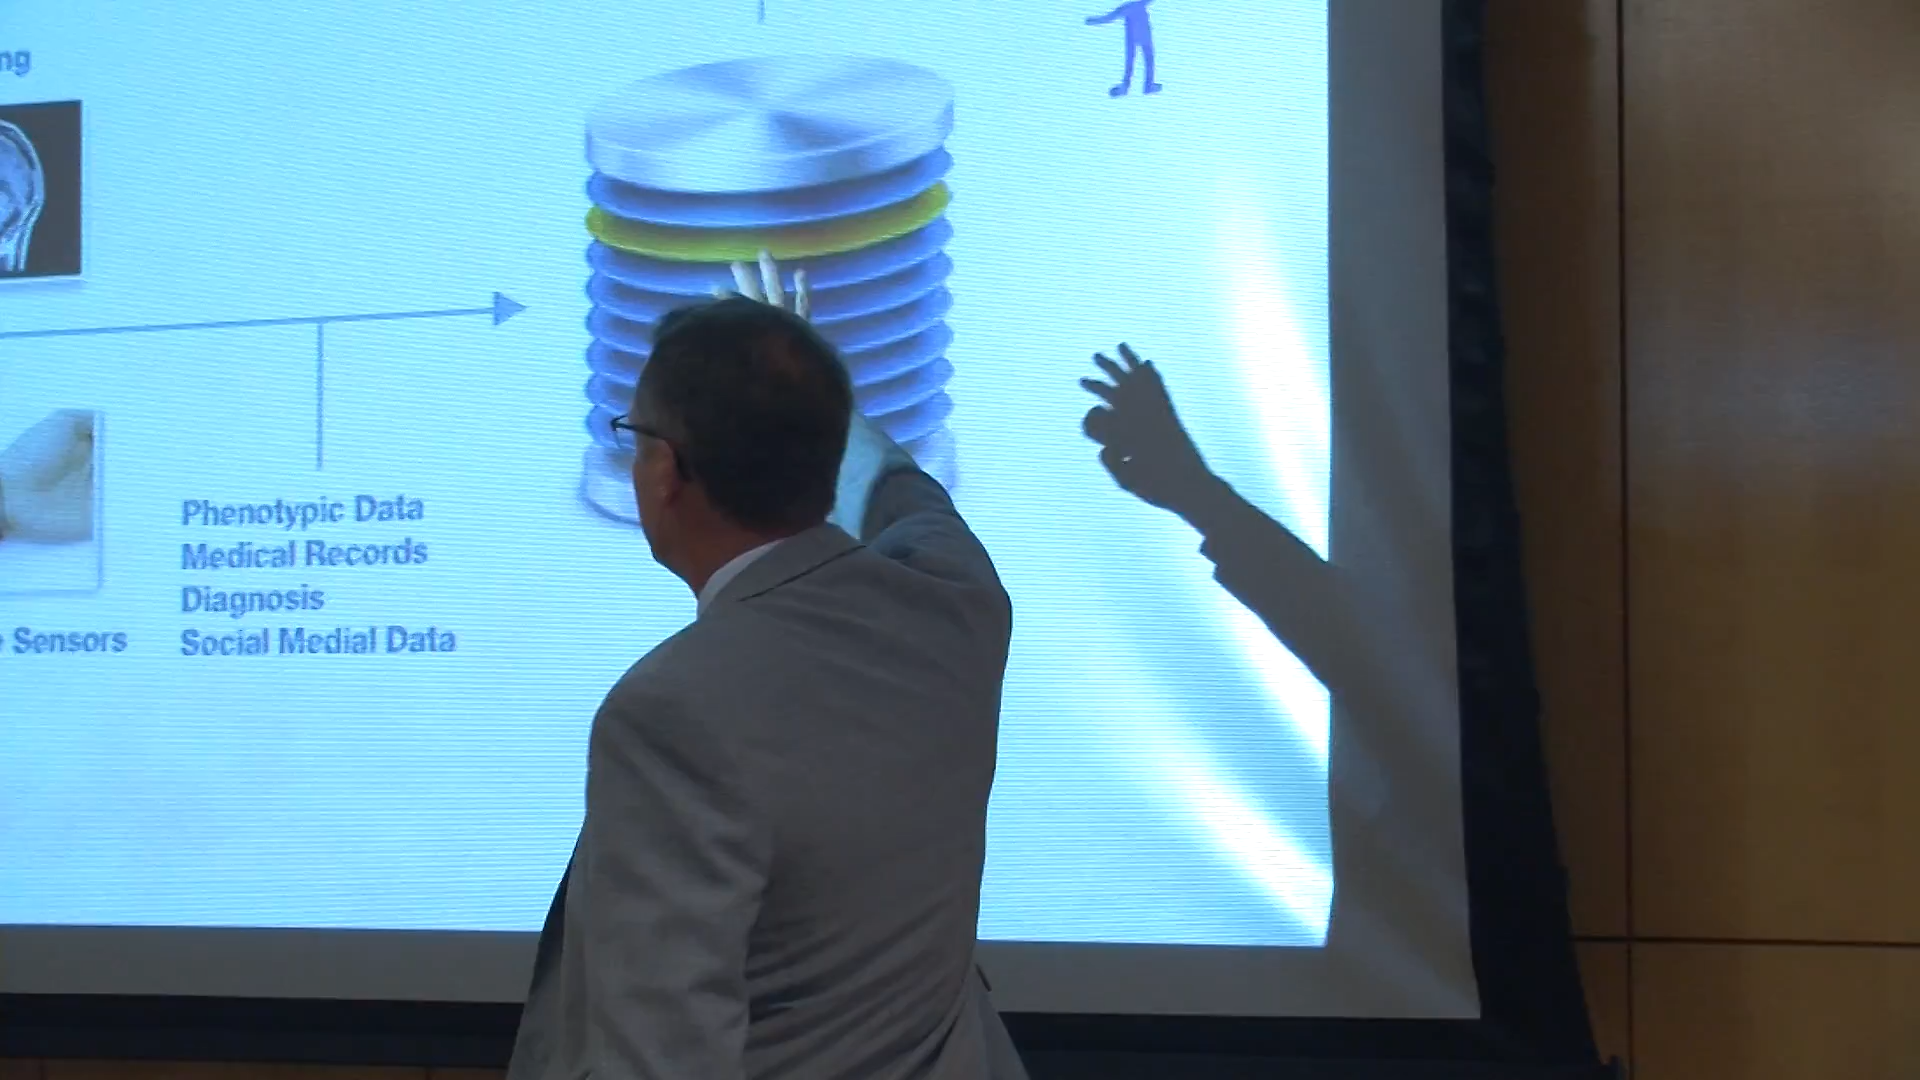 ng
Phenotypic Data
Medical Records
Diagnosis
Social Medial Data
Sensors